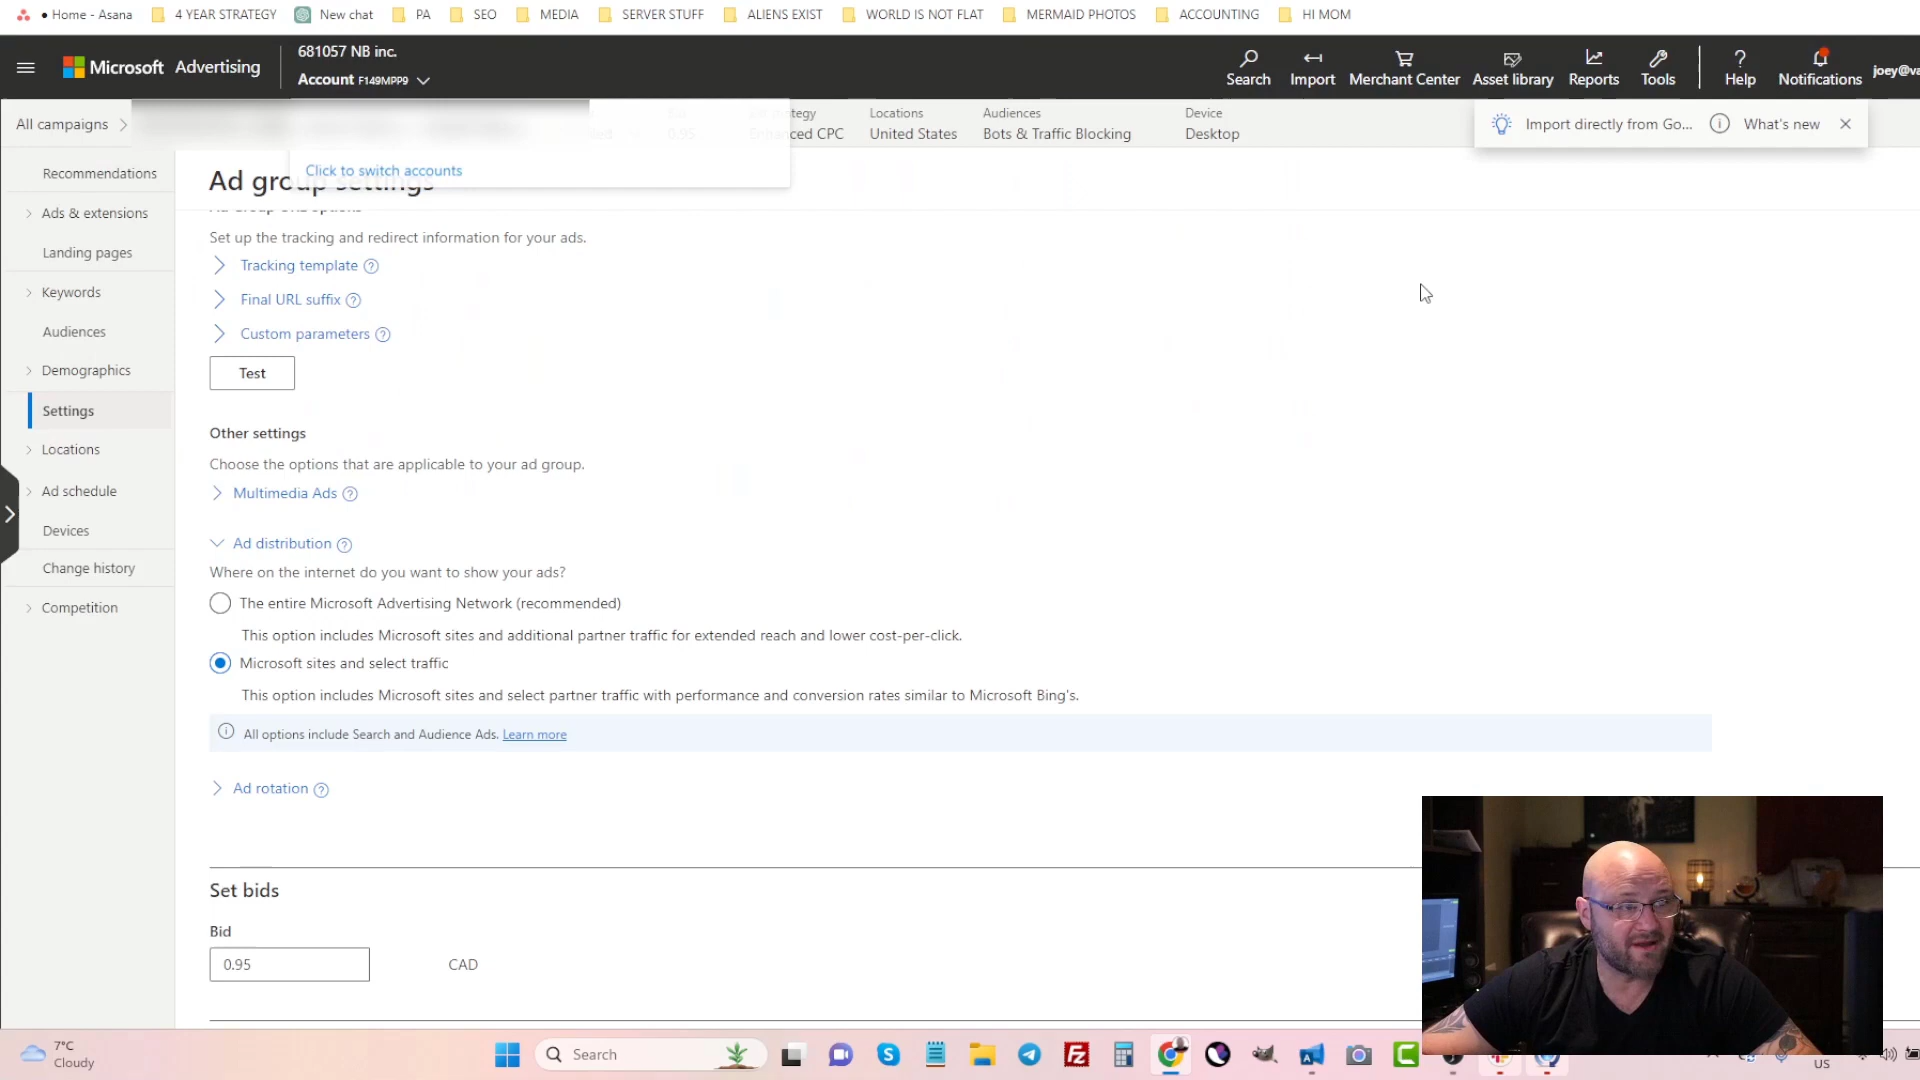 Home - Asana
4 YEAR STRATEGY
New chat
PA
SEO
MEDIA
SERVER STUFF
ALIENS EXIST
WORLD IS NOT FLAT
MERMAID PHOTOS
ACCOUNTING
HI MOM
Microsoft Advertising
681057 NB inc.
Account F149MPP9
Search
Import
Merchant Center
Asset library
Reports
Tools
Help
Notifications
All campaigns
0.95
Enhanced CPC
Locations
United States
Audiences
Bots & Traffic Blocking
Device
Desktop
Import directly from Go...
What's new
Click to switch accounts
Ad group settings
Recommendations
Ads & extensions
Landing pages
Keywords
Audiences
Demographics
Settings
Locations
Ad schedule
Devices
Change history
Competition
Set up the tracking and redirect information for your ads.
Tracking template
Final URL suffix
Custom parameters
Test
Other settings
Choose the options that are applicable to your ad group.
Multimedia Ads
Ad distribution
Where on the internet do you want to show your ads?
The entire Microsoft Advertising Network (recommended)
This option includes Microsoft sites and additional partner traffic for extended reach and lower cost-per-click.
Microsoft sites and select traffic
This option includes Microsoft sites and select partner traffic with performance and conversion rates similar to Microsoft Bing's.
All options include Search and Audience Ads. Learn more
Ad rotation
Set bids
Bid
0.95
CAD
7°C
Cloudy
Search
US